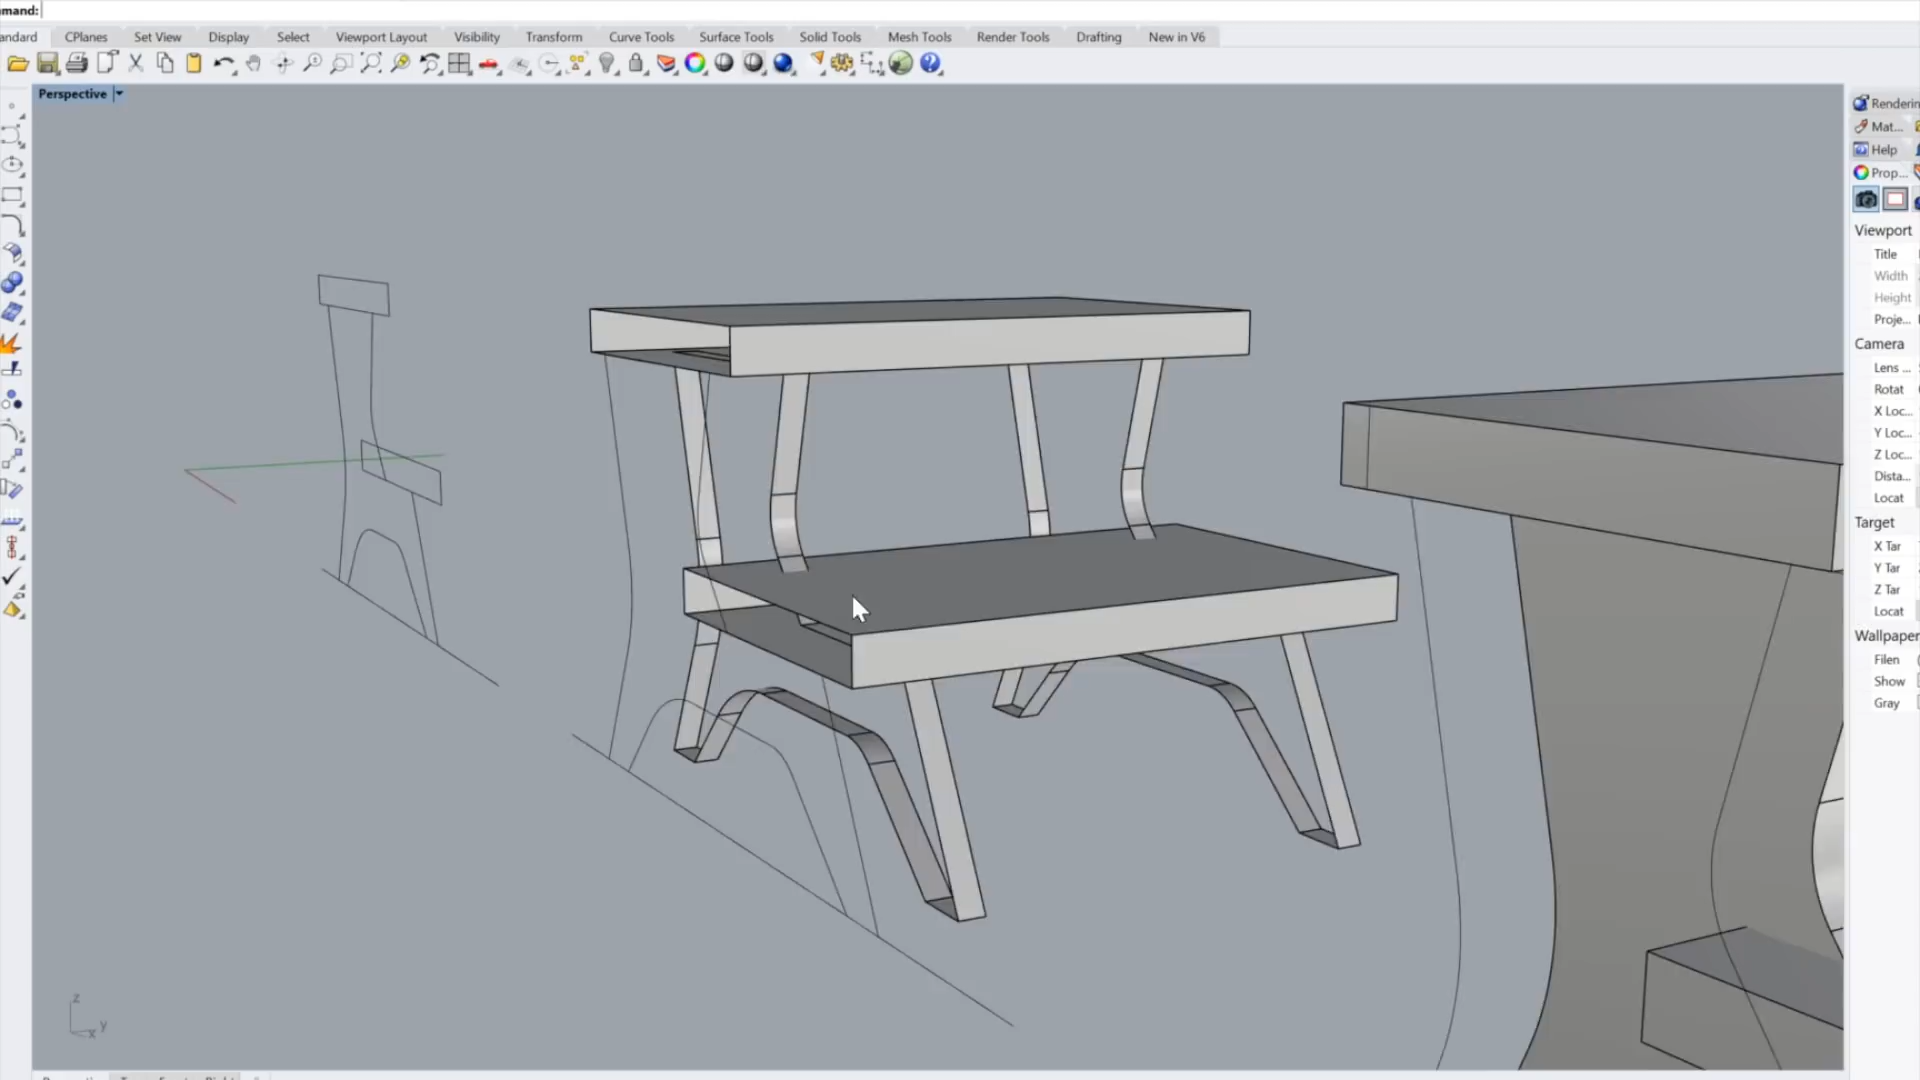 mmand:
andard CPlanes Set View Display Select Viewport Layout Visibility Transform Curve Tools Surface Tools Solid Tools Mesh Tools Render Tools Drafting New in V6
Perspective
Renderin
Mat...
Help
Prop...
Viewport
Title
Width
Height
Proje...
Camera
Lens ...
Rotat
X Loc...
Y Loc...
Z Loc...
Dista...
Locat
Target
X Tar
Y Tar
Z Tar
Locat
Wallpaper
Filen
Show
Gray
z
y
x